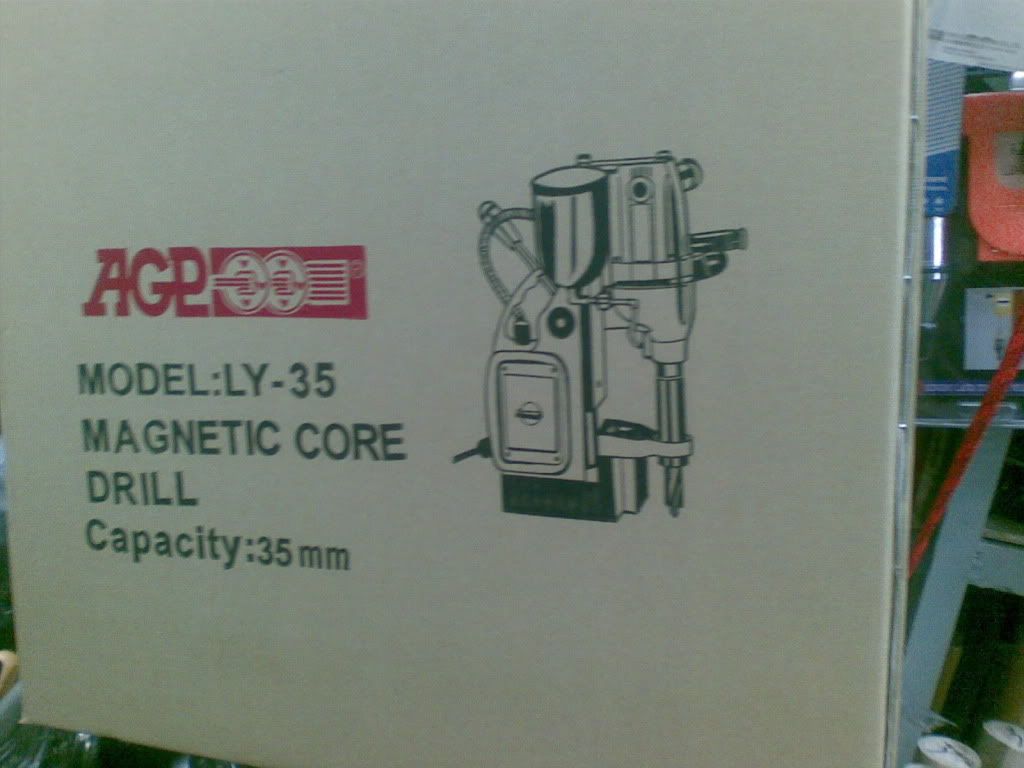 AGP
MODEL:LY-35
MAGNETIC CORE
DRILL
Capacity:35mm